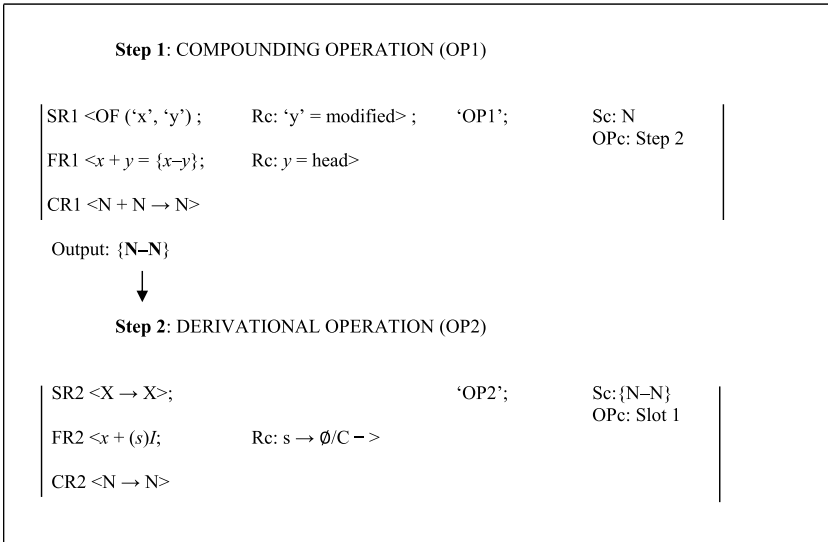 Step 1: COMPOUNDING OPERATION (OP1)
SR1 <OF (‘x’, ‘y’) ; Rc: ‘y’ = modified> ; ‘OP1’; Sc: N
OPc: Step 2
FR1 <x + y = {x–y}; Rc: y = head>
CR1 <N + N → N>
Output: {N–N}
Step 2: DERIVATIONAL OPERATION (OP2)
SR2 <X → X>; ‘OP2’; Sc:{N–N}
OPc: Slot 1
FR2 <x + (s)I; Rc: s → Ø/C – >
CR2 <N → N>